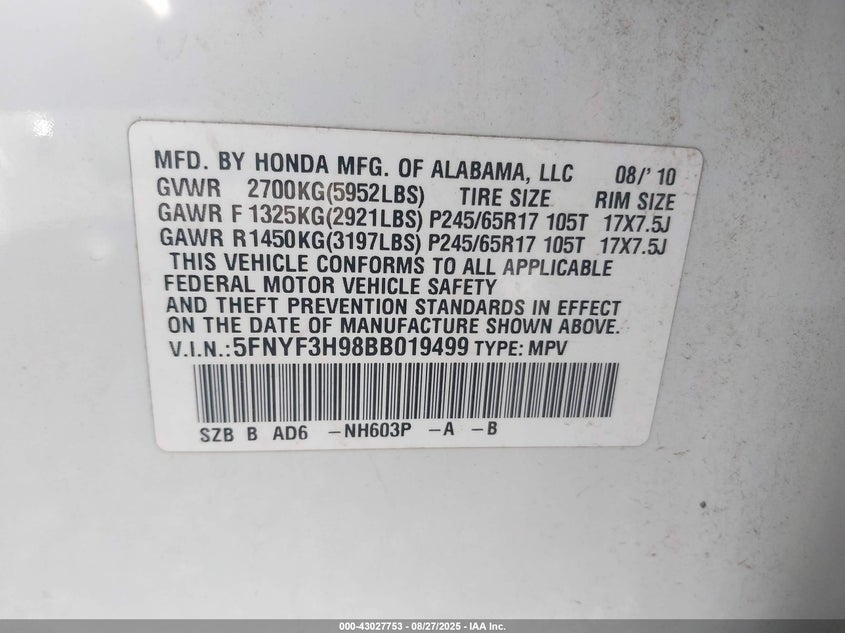 MFD. BY HONDA MFG. OF ALABAMA, LLC 08/' 10
GVWR 2700KG(5952LBS) TIRE SIZE RIM SIZE
GAWR F 1325KG(2921LBS) P245/65R17 105T 17X7.5J
GAWR R1450KG(3197LBS) P245/65R17 105T 17X7.5J
THIS VEHICLE CONFORMS TO ALL APPLICABLE
FEDERAL MOTOR VEHICLE SAFETY
AND THEFT PREVENTION STANDARDS IN EFFECT
ON THE DATE OF MANUFACTURE SHOWN ABOVE.
V.I.N.:5FNYF3H98BB019499 TYPE: MPV
SZB B AD6 -NH603P -A -B
000-43027753 - 08/27/2025 - IAA Inc.